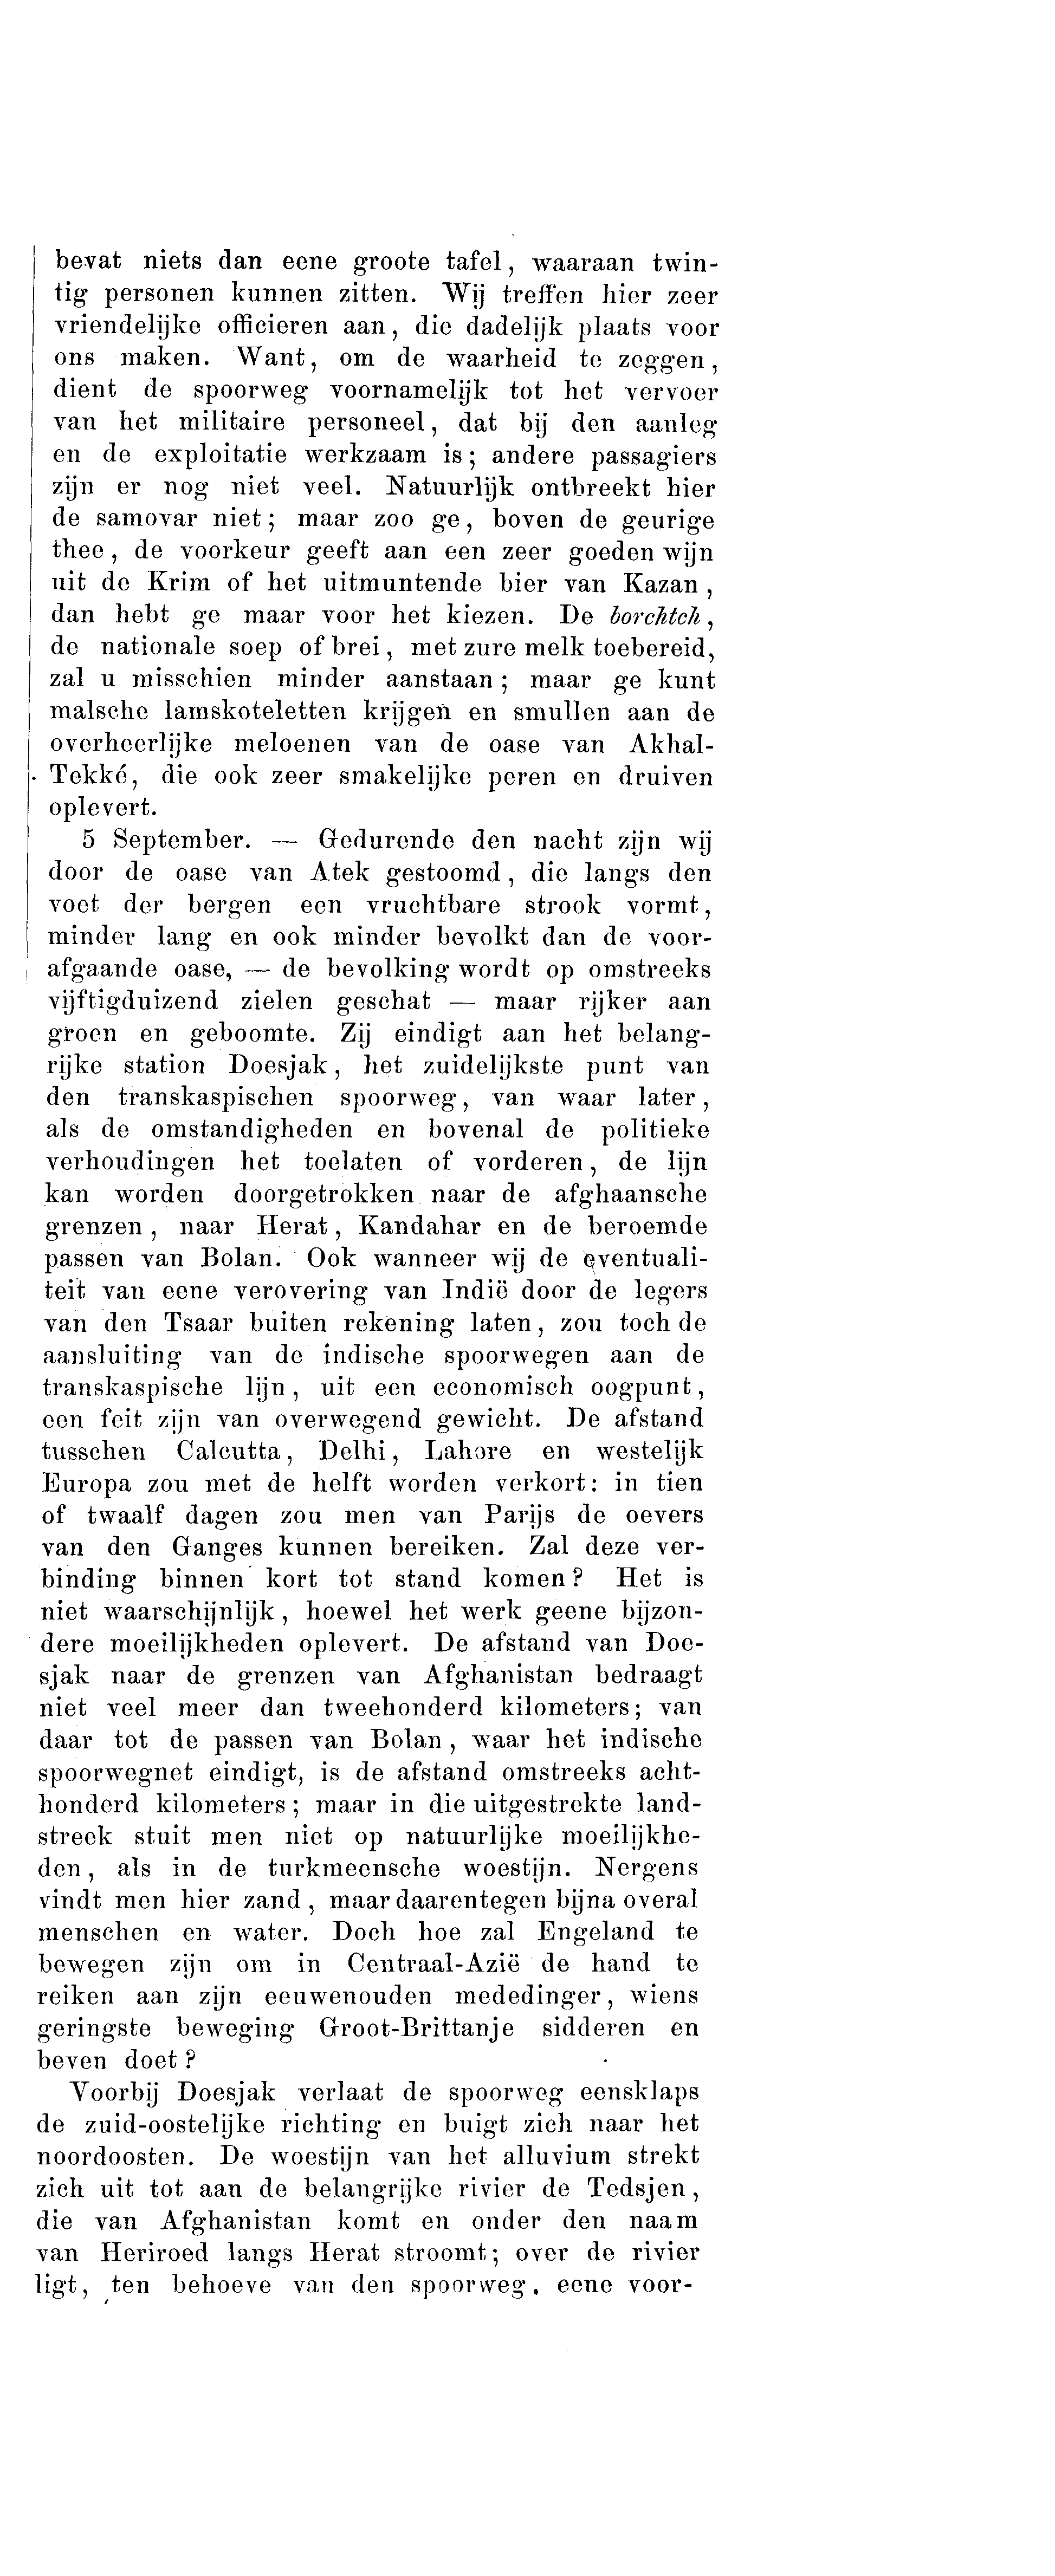 bevat niets dan eene groote tafel, waaraan twin-
tig personen kunnen zitten. Wij treffen hier zeer
vriendelijke officieren aan, die dadelijk plaats voor
ons maken. Want, om de waarheid te zeggen,
dient de spoorweg voornamelijk tot het vervoer
van het militaire personeel, dat bij den aanleg
en de exploitatie werkzaam is; andere passagiers
zijn er nog niet veel. Natuurlijk ontbreekt hier
de samovar niet; maar zoo ge, boven de geurige
thee, de voorkeur geeft aan een zeer goeden wijn
uit de Krim of het uitmuntende bier van Kazan,
dan hebt ge maar voor het kiezen. De borchtch,
de nationale soep of brei, met zure melk toebereid,
zal u misschien minder aanstaan; maar ge kunt
malsche lamskoteletten krijgen en smullen aan de
overheerlijke meloenen van de oase van Akhal-
Tekké, die ook zeer smakelijke peren en druiven
oplevert.
5 September. — Gedurende den nacht zijn wij
door de oase van Atek gestoomd, die langs den
voet der bergen een vruchtbare strook vormt,
minder lang en ook minder bevolkt dan de voor-
afgaande oase, — de bevolking wordt op omstreeks
vijftigduizend zielen geschat — maar rijker aan
groen en geboomte. Zij eindigt aan het belang-
rijke station Doesjak, het zuidelijkste punt van
den transkaspischen spoorweg, van waar later,
als de omstandigheden en bovenal de politieke
verhoudingen het toelaten of vorderen, de lijn
kan worden doorgetrokken naar de afghaansche
grenzen, naar Herat, Kandahar en de beroemde
passen van Bolan. Ook wanneer wij de eventuali-
teit van eene verovering van Indië door de legers
van den Tsaar buiten rekening laten, zou toch de
aansluiting van de indische spoorwegen aan de
transkaspische lijn, uit een economisch oogpunt,
een feit zijn van overwegend gewicht. De afstand
tusschen Calcutta, Delhi, Lahore en westelijk
Europa zou met de helft worden verkort: in tien
of twaalf dagen zou men van Parijs de oevers
van den Ganges kunnen bereiken. Zal deze ver-
binding binnen kort tot stand komen? Het is
niet waarschijnlijk, hoewel het werk geene bijzon-
dere moeilijkheden oplevert. De afstand van Doe-
sjak naar de grenzen van Afghanistan bedraagt
niet veel meer dan tweehonderd kilometers; van
daar tot de passen van Bolan, waar het indische
spoorwegnet eindigt, is de afstand omstreeks acht-
honderd kilometers; maar in die uitgestrekte land-
streek stuit men niet op natuurlijke moeilijkhe-
den, als in de turkmeensche woestijn. Nergens
vindt men hier zand, maar daarentegen bijna overal
menschen en water. Doch hoe zal Engeland te
bewegen zijn om in Centraal-Azië de hand te
reiken aan zijn eeuwenouden mededinger, wiens
geringste beweging Groot-Brittanje sidderen en
beven doet?
Voorbij Doesjak verlaat de spoorweg eensklaps
de zuid-oostelijke richting en buigt zich naar het
noordoosten. De woestijn van het alluvium strekt
zich uit tot aan de belangrijke rivier de Tedsjen,
die van Afghanistan komt en onder den naam
van Heriroed langs Herat stroomt; over de rivier
ligt, ten behoeve van den spoorweg, eene voor-